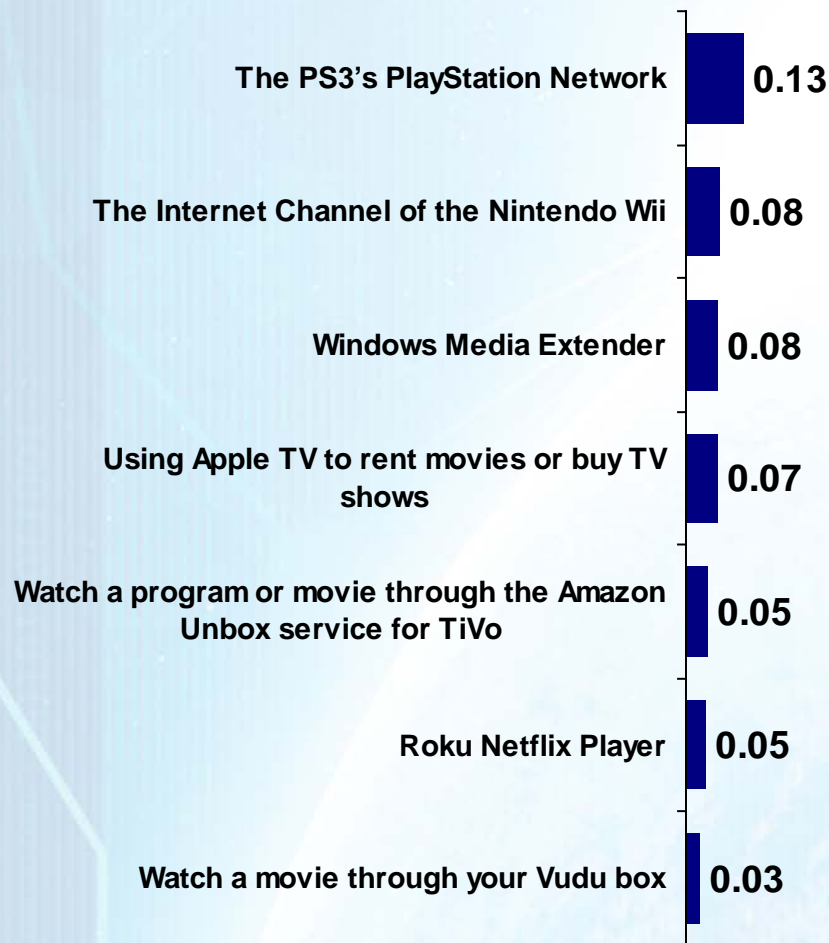 The PS3’s PlayStation Network 0.13
The Internet Channel of the Nintendo Wii 0.08
Windows Media Extender 0.08
Using Apple TV to rent movies or buy TV
shows 0.07
Watch a program or movie through the Amazon
Unbox service for TiVo 0.05
Roku Netflix Player 0.05
Watch a movie through your Vudu box 0.03